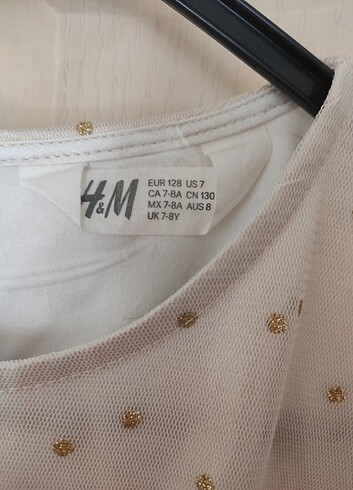 H&M
EUR 128 US 7
CA 7-8A CN 130
MX 7-8A AUS 8
UK 7-8Y